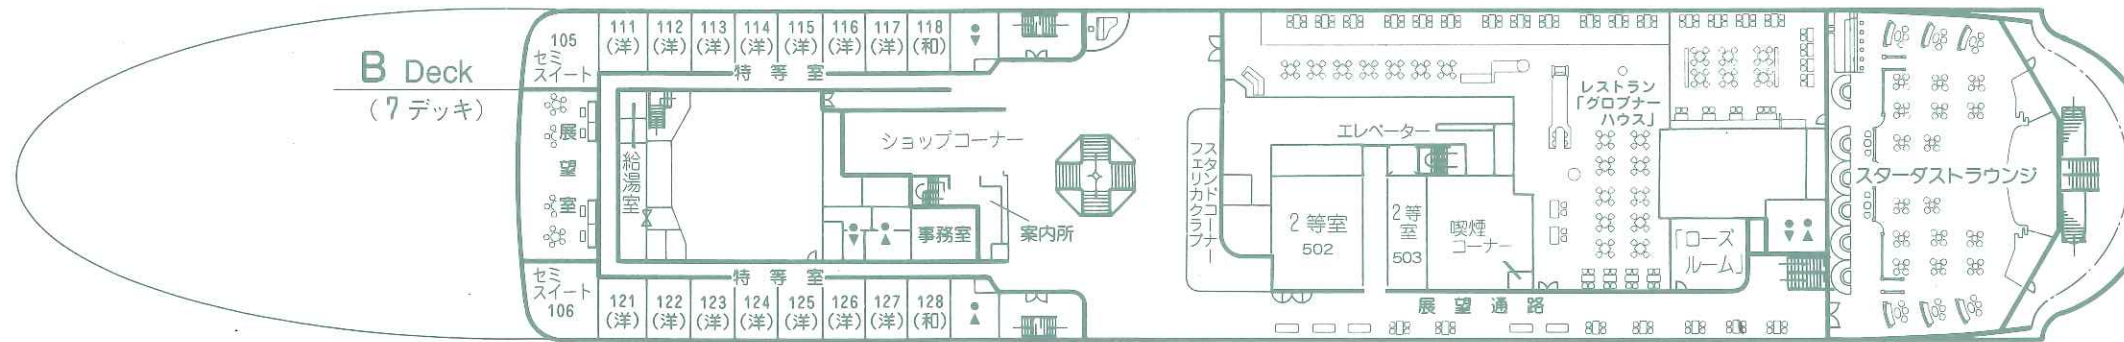 B Deck
(7デッキ)
105
セミ
スイート
111
(洋)
112
(洋)
113
(洋)
114
(洋)
115
(洋)
116
(洋)
117
(洋)
118
(和)
特等室
展望室
給湯室
ショップコーナー
事務室
案内所
特等室
セミ
スイート
106
121
(洋)
122
(洋)
123
(洋)
124
(洋)
125
(洋)
126
(洋)
127
(洋)
128
(和)
スタンドコーナー
フェリカクラブ
エレベーター
2等室
502
2等室
503
喫煙
コーナー
レストラン
「グロブナー
ハウス」
「ローズ
ルーム」
展望通路
スターダストラウンジ